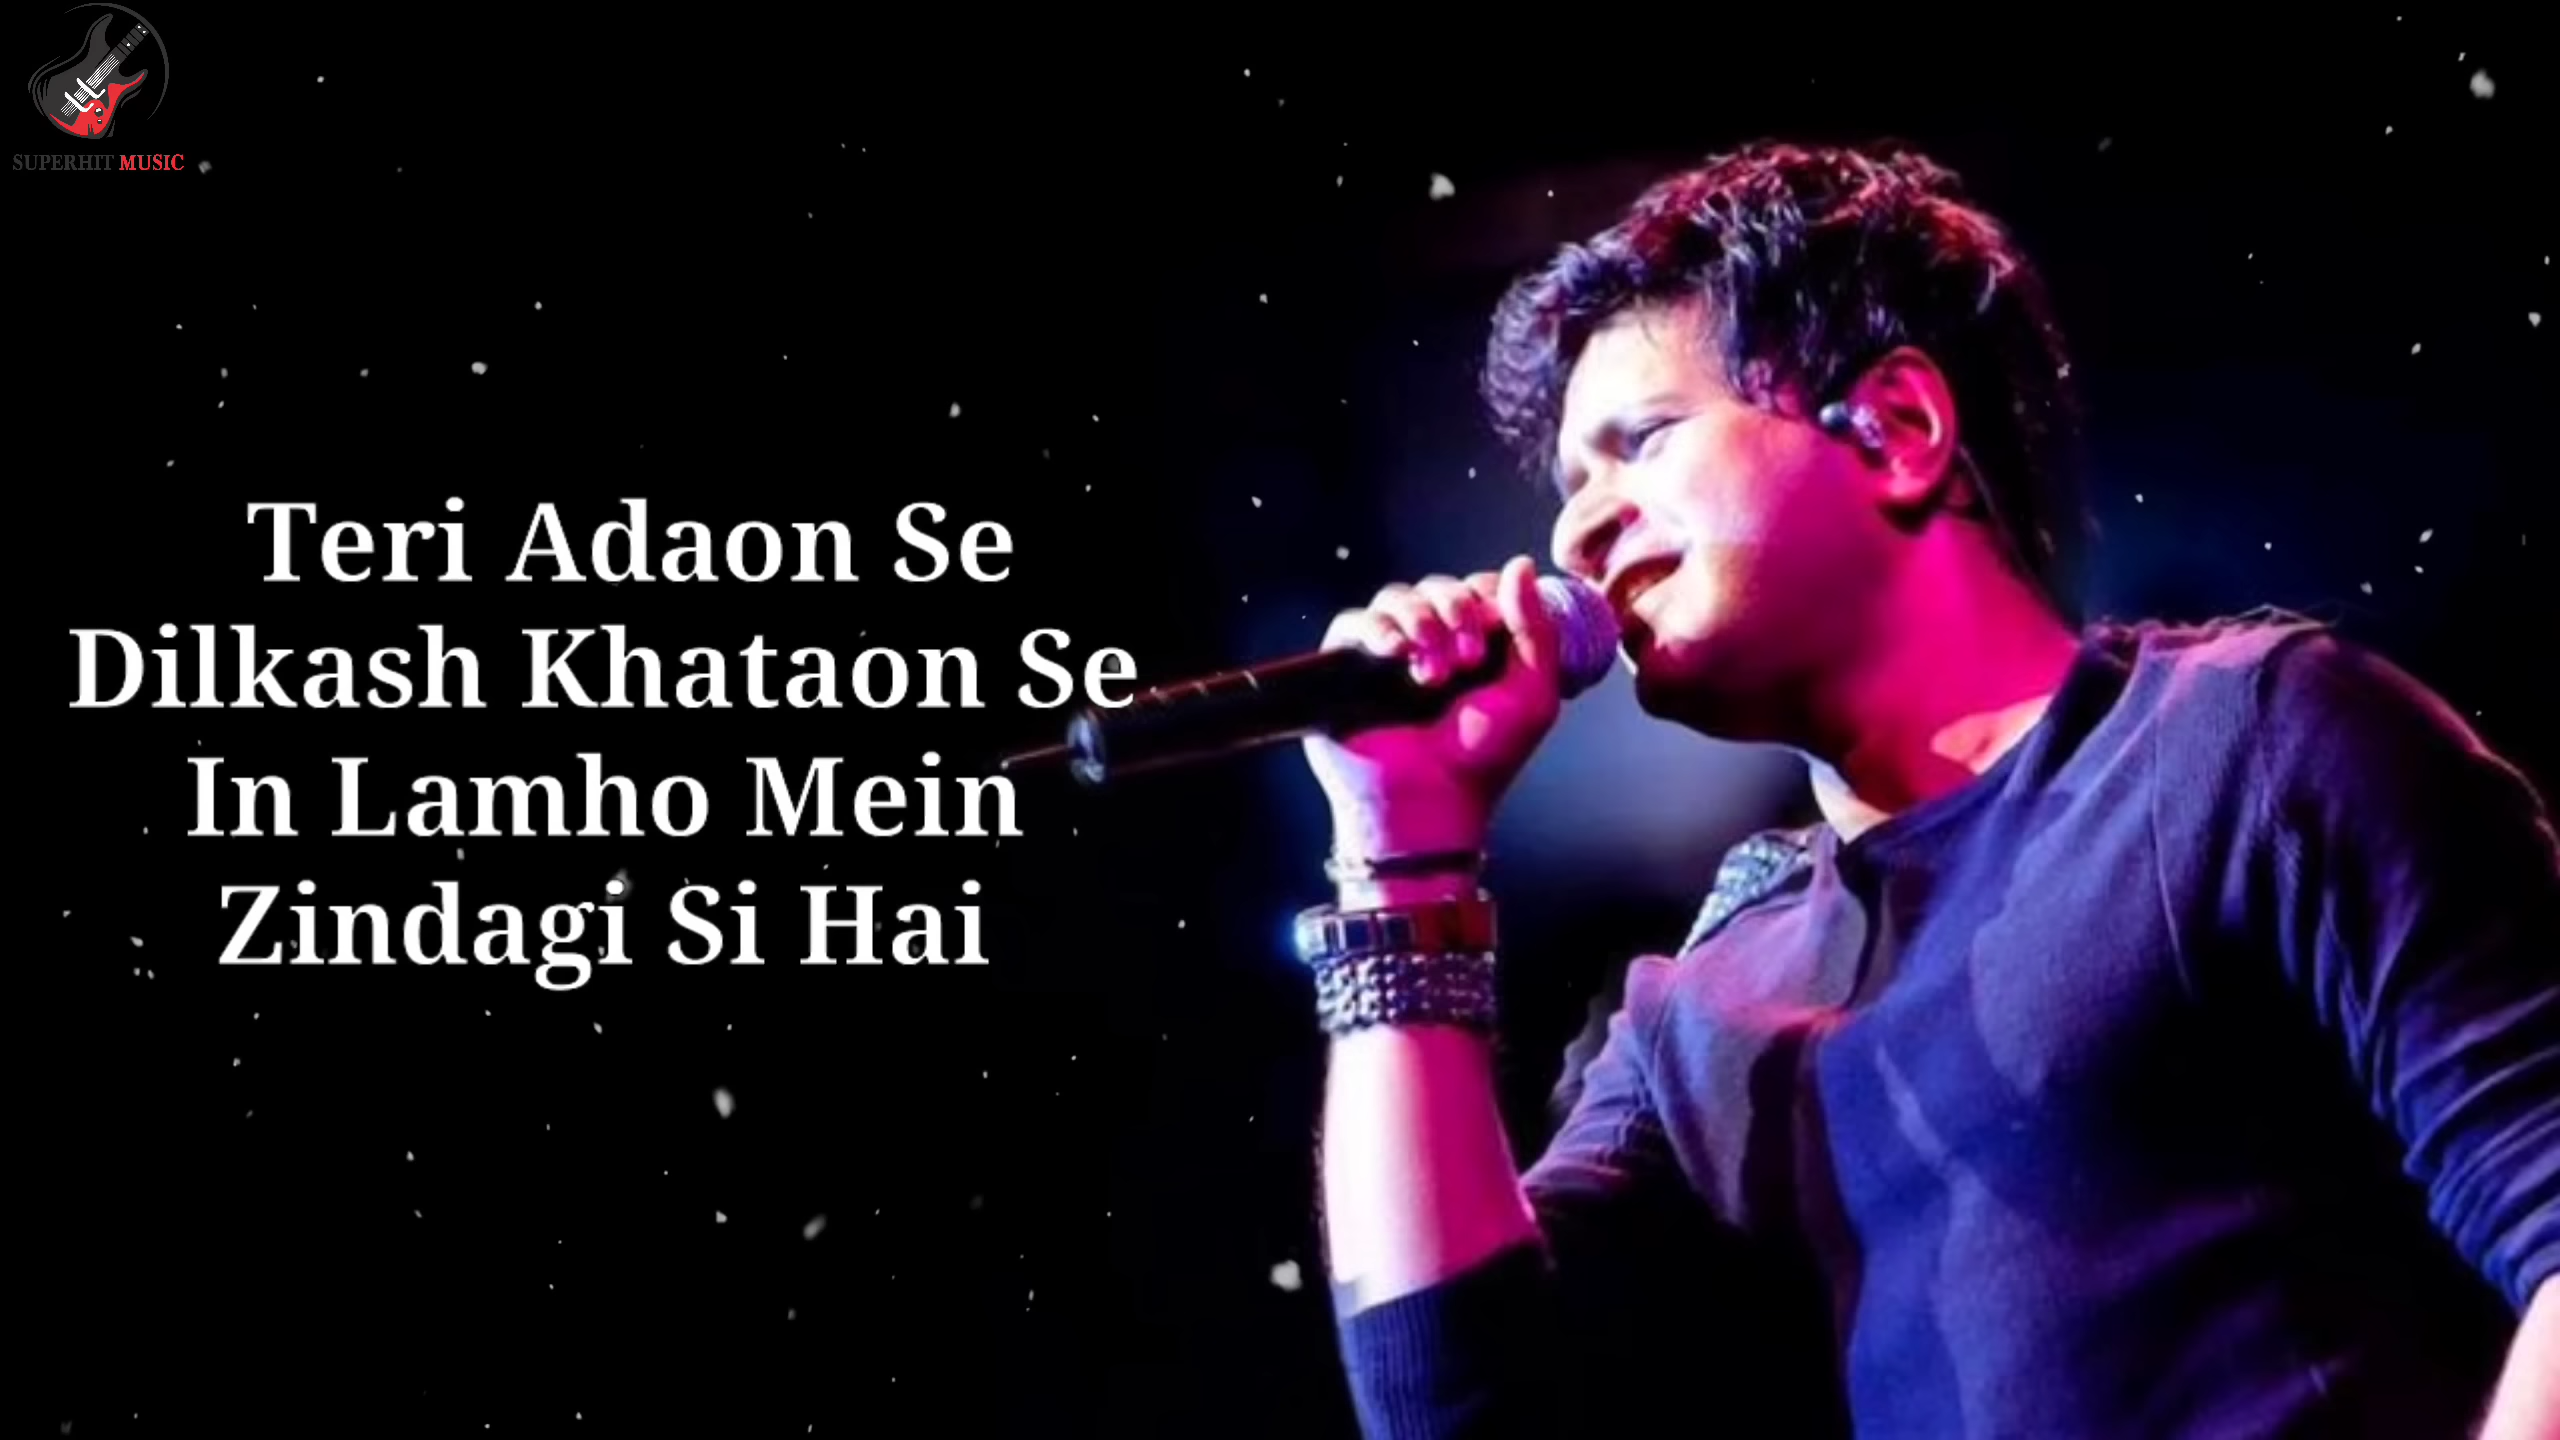 SUPERHIT MUSIC
Teri Adaon Se
Dilkash Khataon Se
In Lamho Mein
Zindagi Si Hai